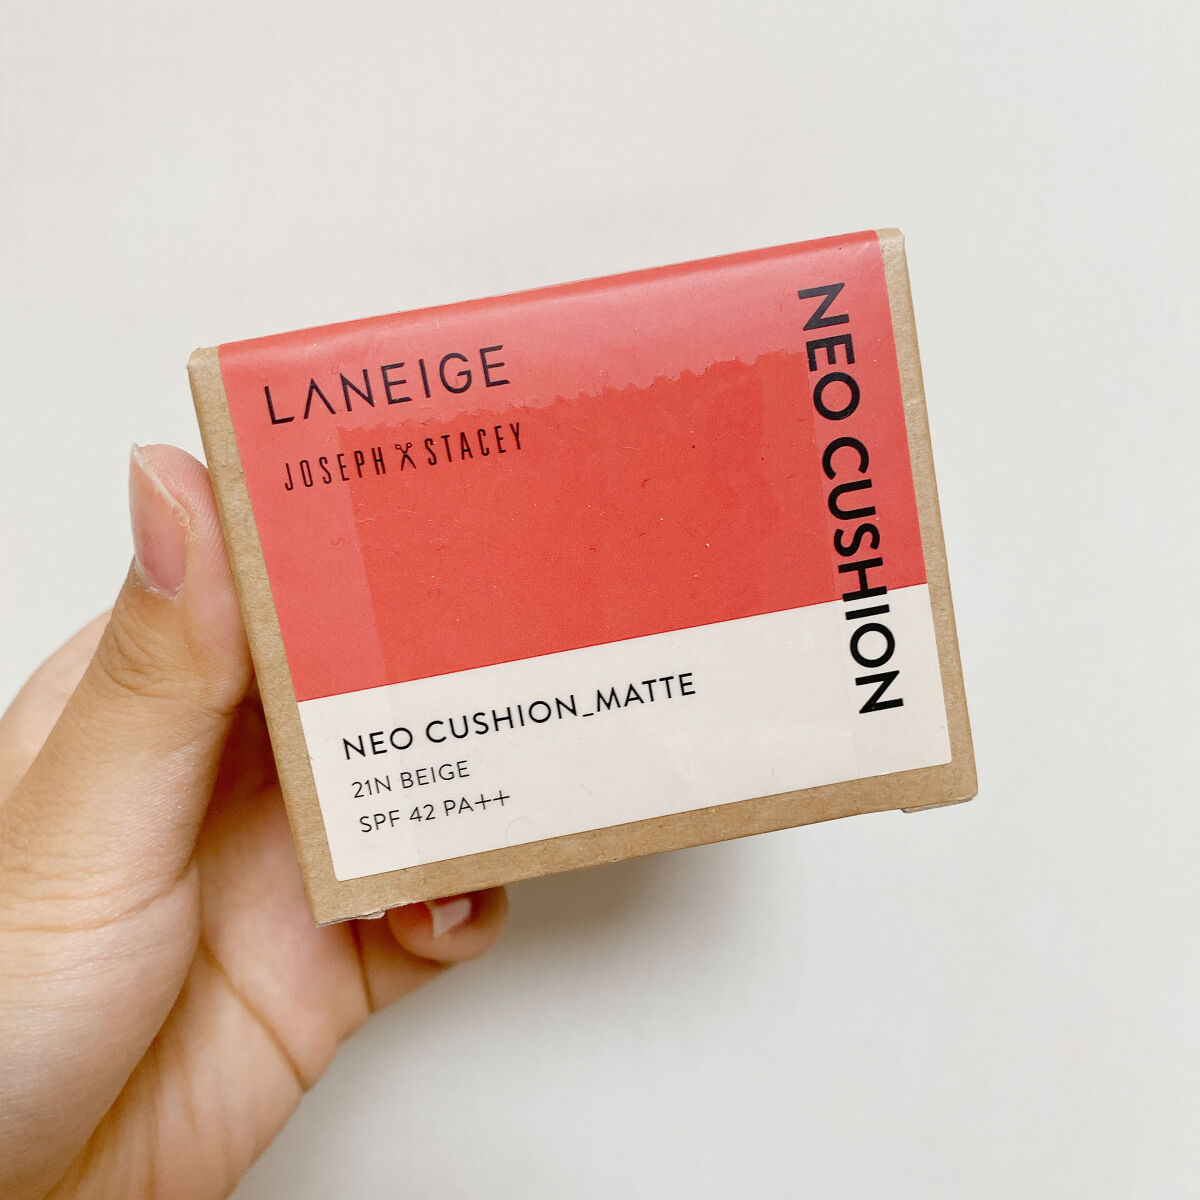 LANEIGE
JOSEPH STACEY
NEO CUSHION
NEO CUSHION_MATTE
21N BEIGE
SPF 42 PA++